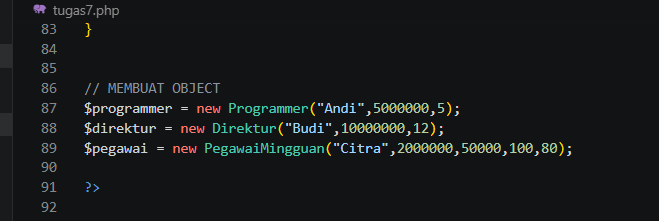 tugas7.php
83 }
84
85
86 // MEMBUAT OBJECT
87 $programmer = new Programmer("Andi",5000000,5);
88 $direktur = new Direktur("Budi",10000000,12);
89 $pegawai = new PegawaiMingguan("Citra",2000000,50000,100,80);
90
91 ?>
92